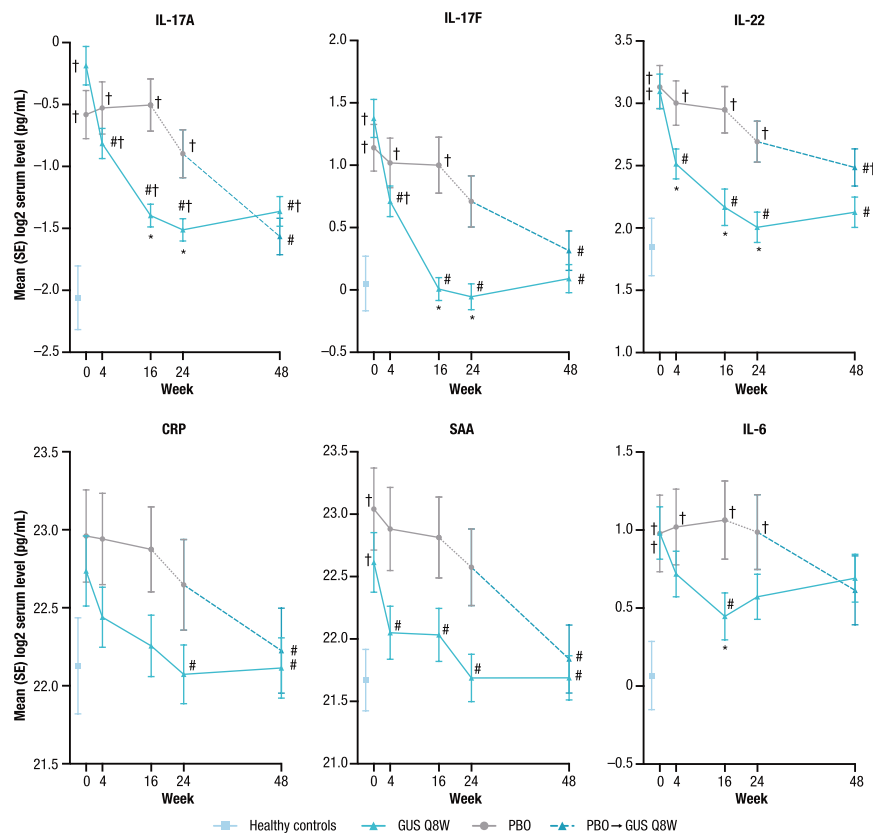 IL-17A
IL-17F
IL-22
Mean (SE) log2 serum level (pg/mL)
0
–0.5
–1.0
–1.5
–2.0
–2.5
† † † † #† #† #† #† # * *
0 4 16 24 48
Week
2.0
1.5
1.0
0.5
0
–0.5
† † † † #† # # # # * *
0 4 16 24 48
Week
3.5
3.0
2.5
2.0
1.5
1.0
† † † † † # # # #† * * *
0 4 16 24 48
Week
CRP
SAA
IL-6
Mean (SE) log2 serum level (pg/mL)
23.5
23.0
22.5
22.0
21.5
# # #
0 4 16 24 48
Week
23.5
23.0
22.5
22.0
21.5
21.0
† † # # # # #
0 4 16 24 48
Week
1.5
1.0
0.5
0
–0.5
† † † † † # *
0 4 16 24 48
Week
Healthy controls GUS Q8W PBO PBO→GUS Q8W